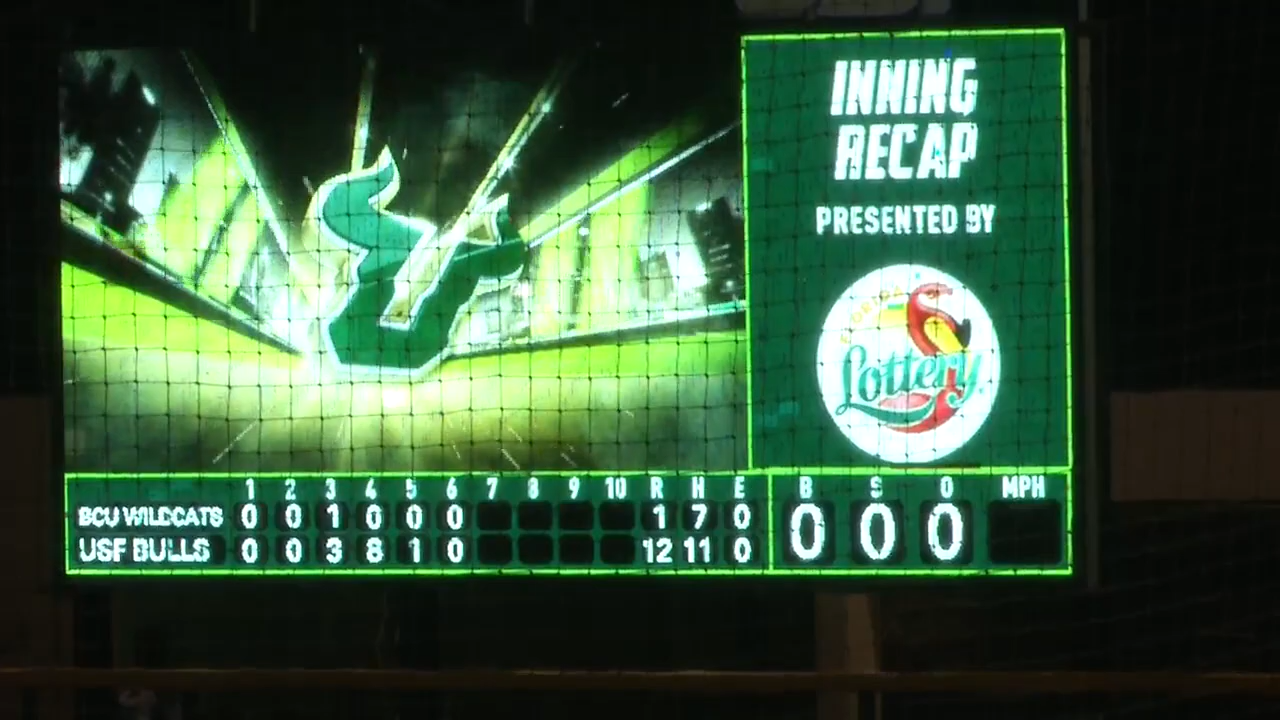 INNING
RECAP
PRESENTED BY
Lottery
1 2 3 4 5 6 7 8 9 10 R H E B S O MPH
BCU WILDCATS 0 0 1 0 0 0 1 7 0 0 0 0
USF BULLS 0 0 3 8 1 0 12 11 0